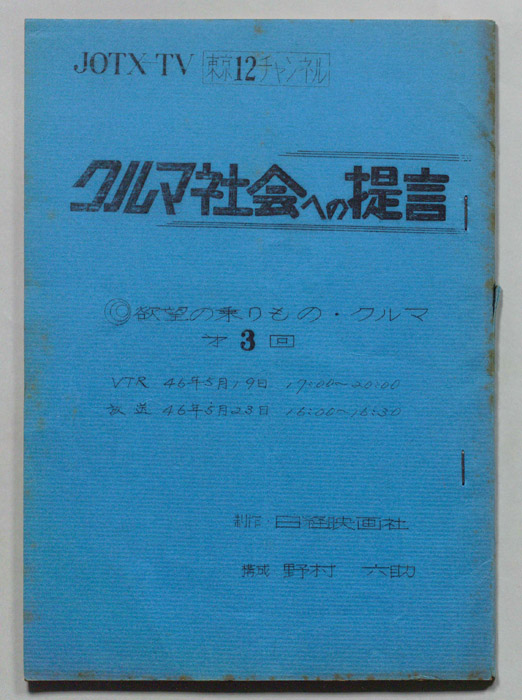 JOTX-TV 東京12チャンネル
クルマ社会への提言
◎欲望の乗りもの・クルマ
才3回
VTR 46年5月19日 17:00〜20:00
放送 46年5月23日 16:00〜16:30
制作・日経映画社
構成 野村 六助